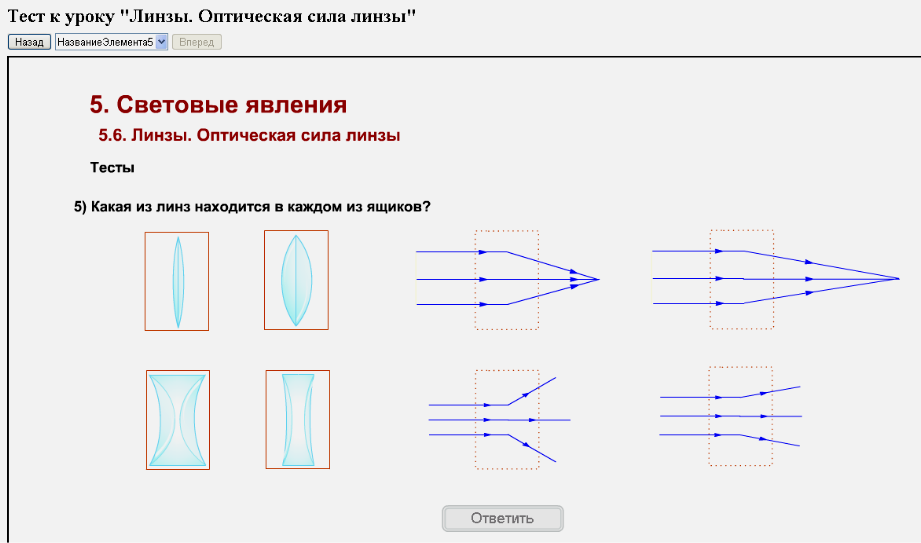 Тест к уроку "Линзы. Оптическая сила линзы"
Назад НазваниеЭлемента5 Вперед
5. Световые явления
5.6. Линзы. Оптическая сила линзы
Тесты
5) Какая из линз находится в каждом из ящиков?
Ответить